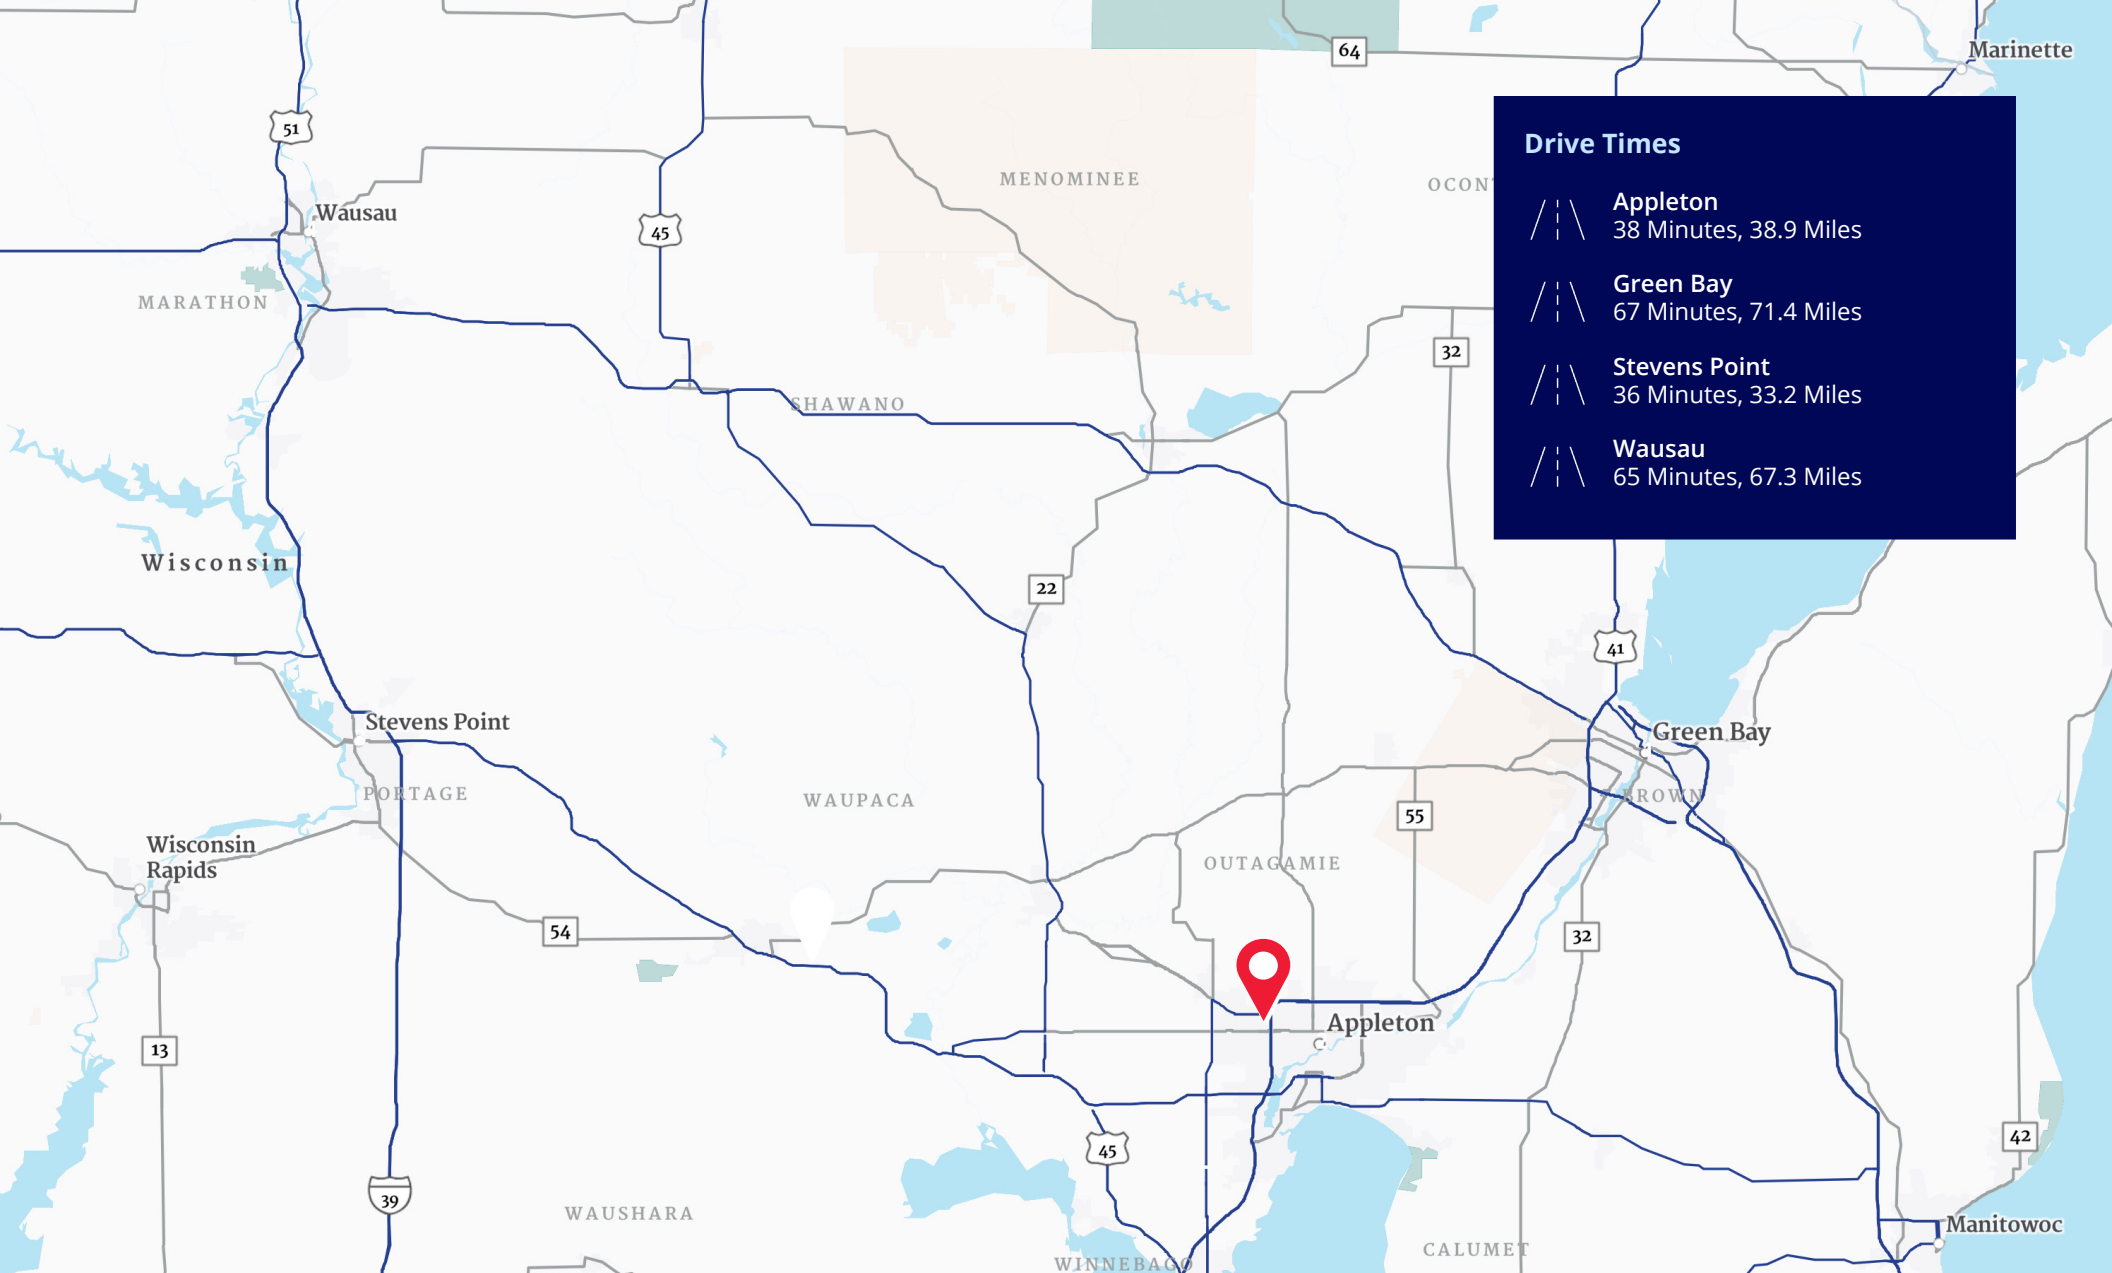 64
Marinette
51
Drive Times
MENOMINEE
OCON
Appleton
38 Minutes, 38.9 Miles
Wausau
45
Green Bay
67 Minutes, 71.4 Miles
MARATHON
32
Stevens Point
36 Minutes, 33.2 Miles
SHAWANO
Wausau
65 Minutes, 67.3 Miles
Wisconsin
22
41
Stevens Point
Green Bay
PORTAGE
WAUPACA
BROWN
55
Wisconsin
Rapids
OUTAGAMIE
54
32
Appleton
13
42
45
39
WAUSHARA
Manitowoc
CALUMET
WINNEBAGO